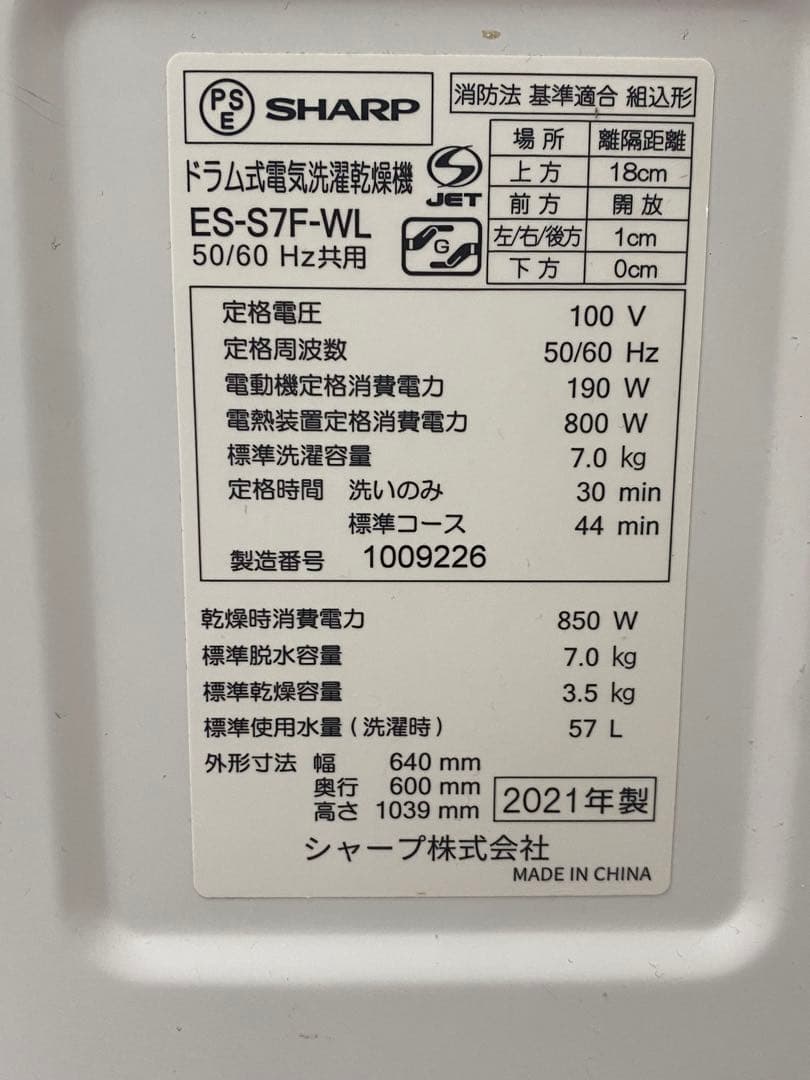 PSE SHARP
消防法 基準適合 組込形
ドラム式電気洗濯乾燥機
ES-S7F-WL
50/60 Hz共用
S JET
G
場所 離隔距離
上方 18cm
前方 開放
左/右/後方 1cm
下方 0cm
定格電圧 100 V
定格周波数 50/60 Hz
電動機定格消費電力 190 W
電熱装置定格消費電力 800 W
標準洗濯容量 7.0 kg
定格時間 洗いのみ 30 min
標準コース 44 min
製造番号 1009226
乾燥時消費電力 850 W
標準脱水容量 7.0 kg
標準乾燥容量 3.5 kg
標準使用水量(洗濯時) 57 L
外形寸法 幅 640 mm
奥行 600 mm
高さ 1039 mm
2021年製
シャープ株式会社
MADE IN CHINA